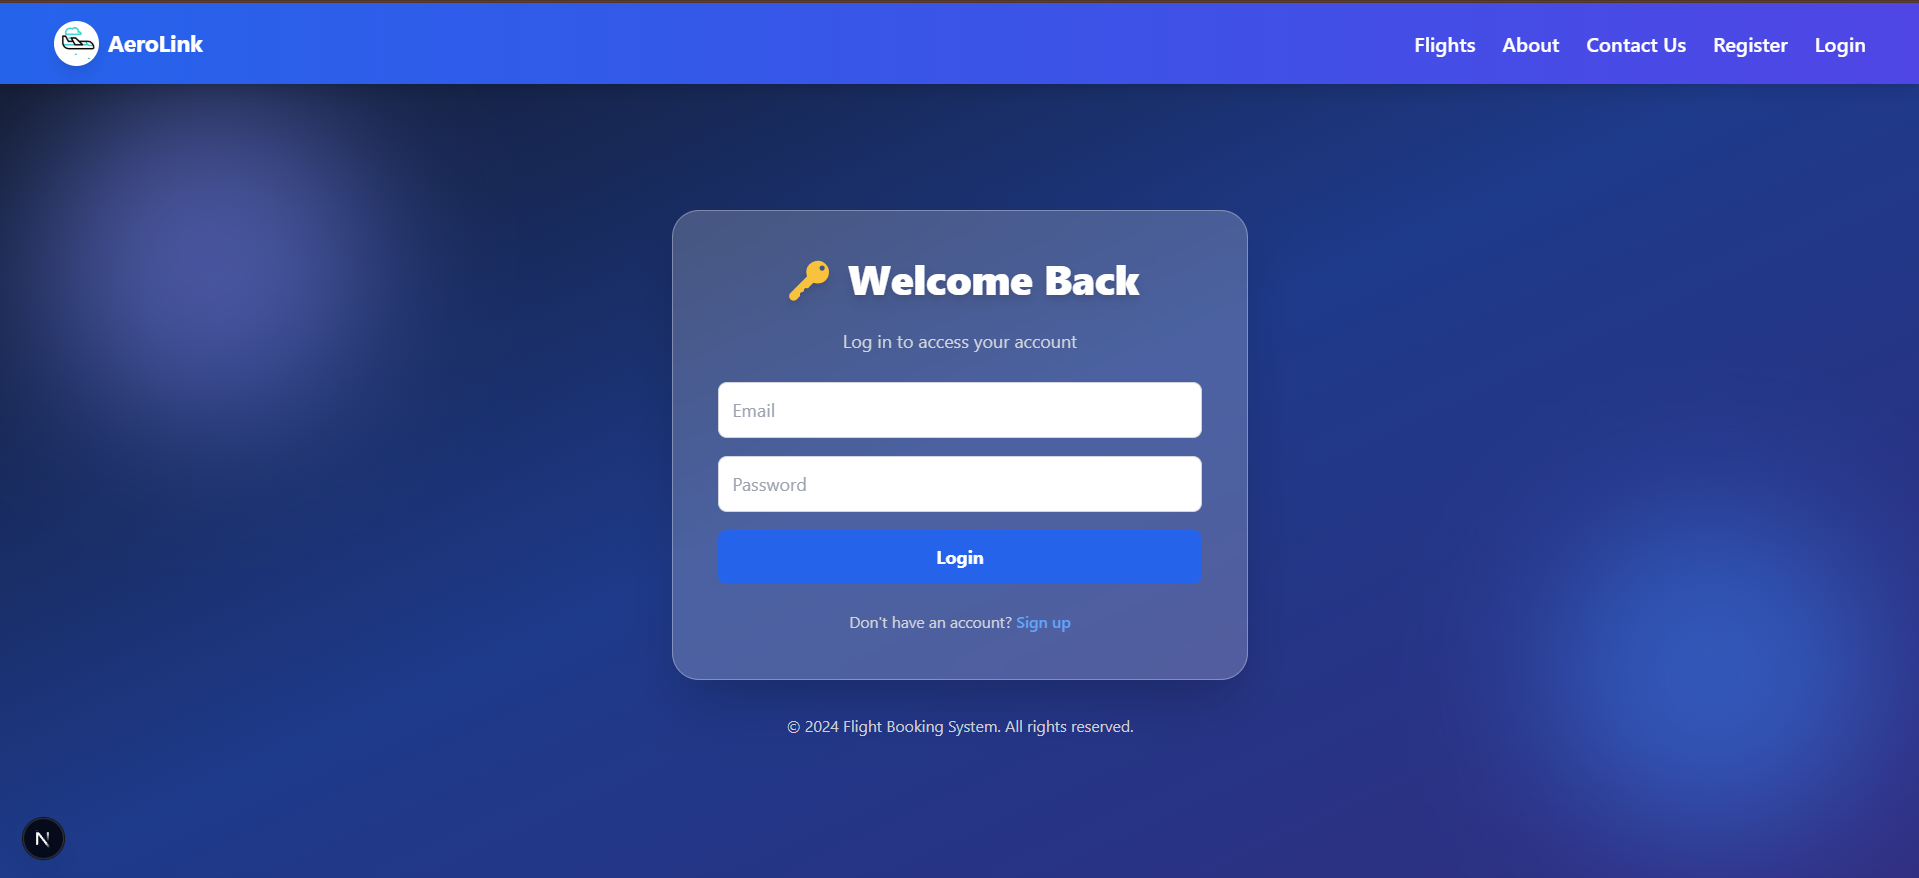 AeroLink
Flights About Contact Us Register Login
Welcome Back
Log in to access your account
Email
Password
Login
Don't have an account? Sign up
© 2024 Flight Booking System. All rights reserved.
N